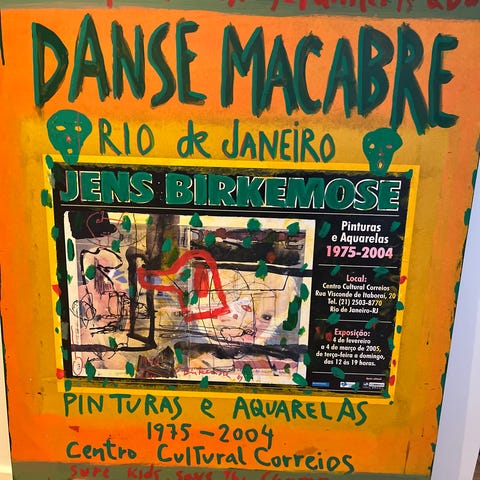 DANSE MACABRE
RIO de JANEIRO
JENS BIRKEMOSE
Pinturas
e Aquarelas
1975-2004
Local:
Centro Cultural Correios
Rua Visconde de Itaboraí, 20
Tel. (21) 2503-8770
Rio de Janeiro-RJ
Exposição:
4 de fevereiro
a 4 de março de 2005,
de terça-feira a domingo,
das 12 às 19 horas.
PINTURAS e AQUARELAS
1975-2004
Centro Cultural Correios